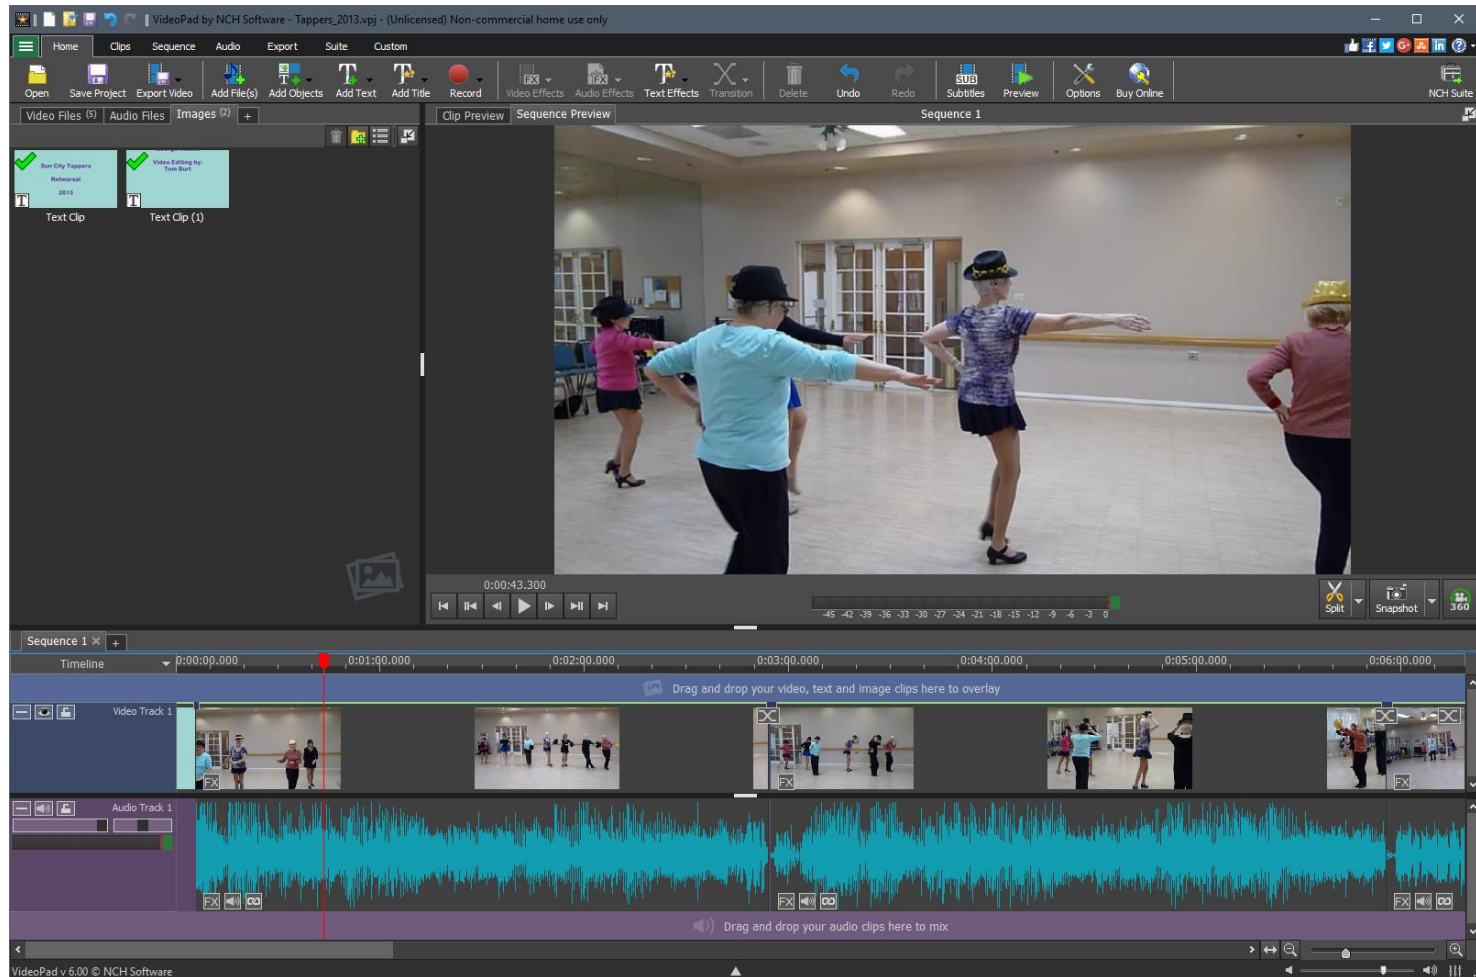 VideoPad by NCH Software - Tappers_2013.vpj - (Unlicensed) Non-commercial home use only
Home Clips Sequence Audio Export Suite Custom
Open Save Project Export Video Add File(s) Add Objects Add Text Add Title Record Video Effects Audio Effects Text Effects Transition Delete Undo Redo Subtitles Preview Options Buy Online NCH Suite
Video Files (5) Audio Files Images (2) + Clip Preview Sequence Preview Sequence 1
Sun City Tappers
Rehearsal
2013
Video Editing by:
Tom Burt
Text Clip Text Clip (1)
0:00:43.300
-45 -42 -39 -36 -33 -30 -27 -24 -21 -18 -15 -12 -9 -6 -3 0
Split Snapshot 360
Sequence 1 × +
Timeline 0:00:00.000 0:01:00.000 0:02:00.000 0:03:00.000 0:04:00.000 0:05:00.000 0:06:00.000
Drag and drop your video, text and image clips here to overlay
Video Track 1
FX FX FX
Audio Track 1
FX FX FX
Drag and drop your audio clips here to mix
VideoPad v 6.00 © NCH Software